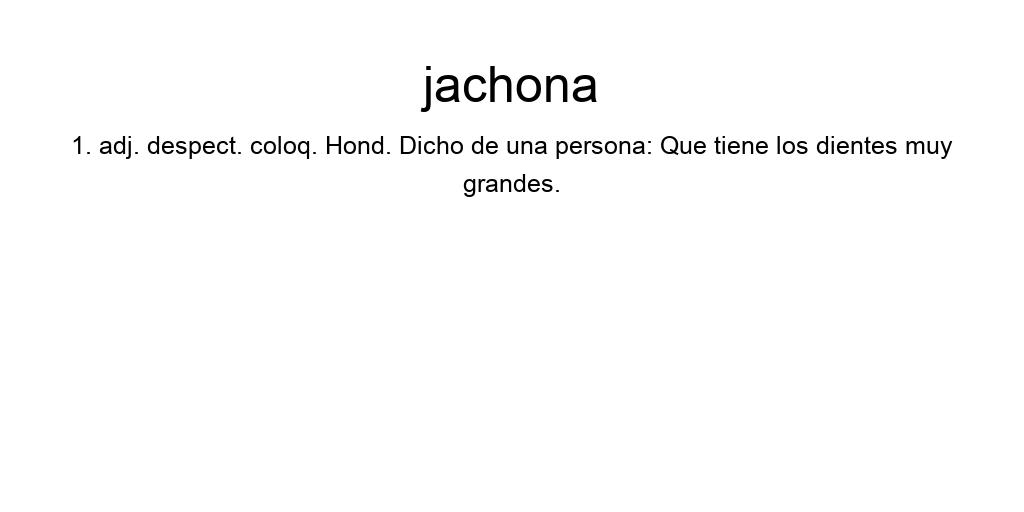 jachona
1. adj. despect. coloq. Hond. Dicho de una persona: Que tiene los dientes muy
grandes.